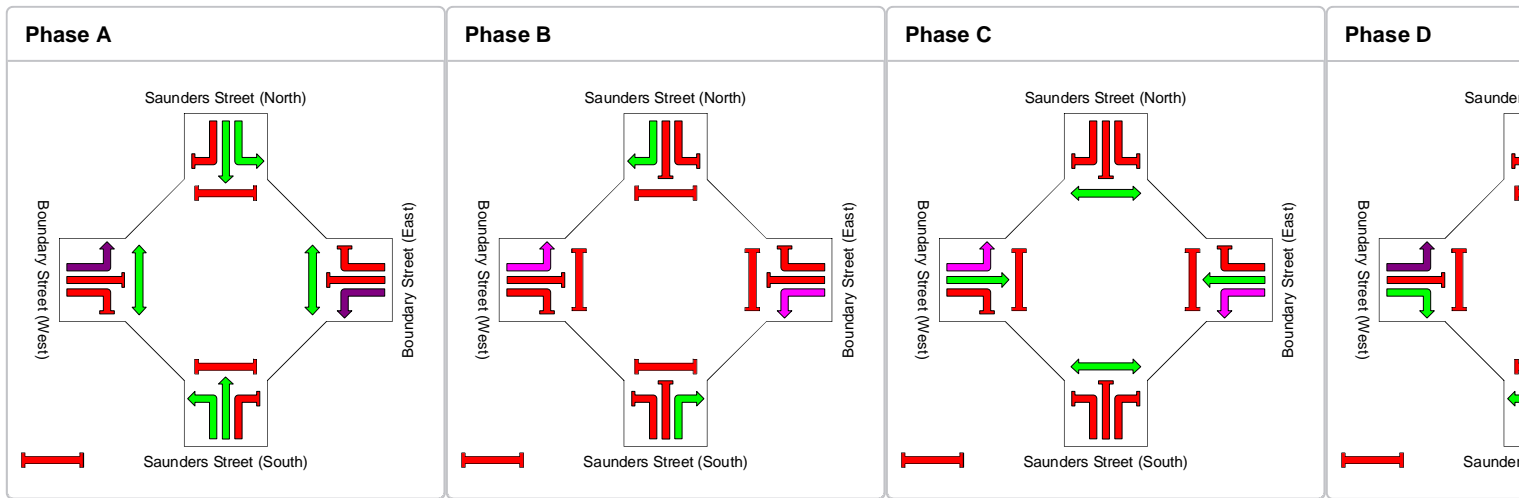 Phase A
Saunders Street (North)
Boundary Street (West)
Boundary Street (East)
Saunders Street (South)
Phase B
Saunders Street (North)
Boundary Street (West)
Boundary Street (East)
Saunders Street (South)
Phase C
Saunders Street (North)
Boundary Street (West)
Boundary Street (East)
Saunders Street (South)
Phase D
Boundary Street (West)